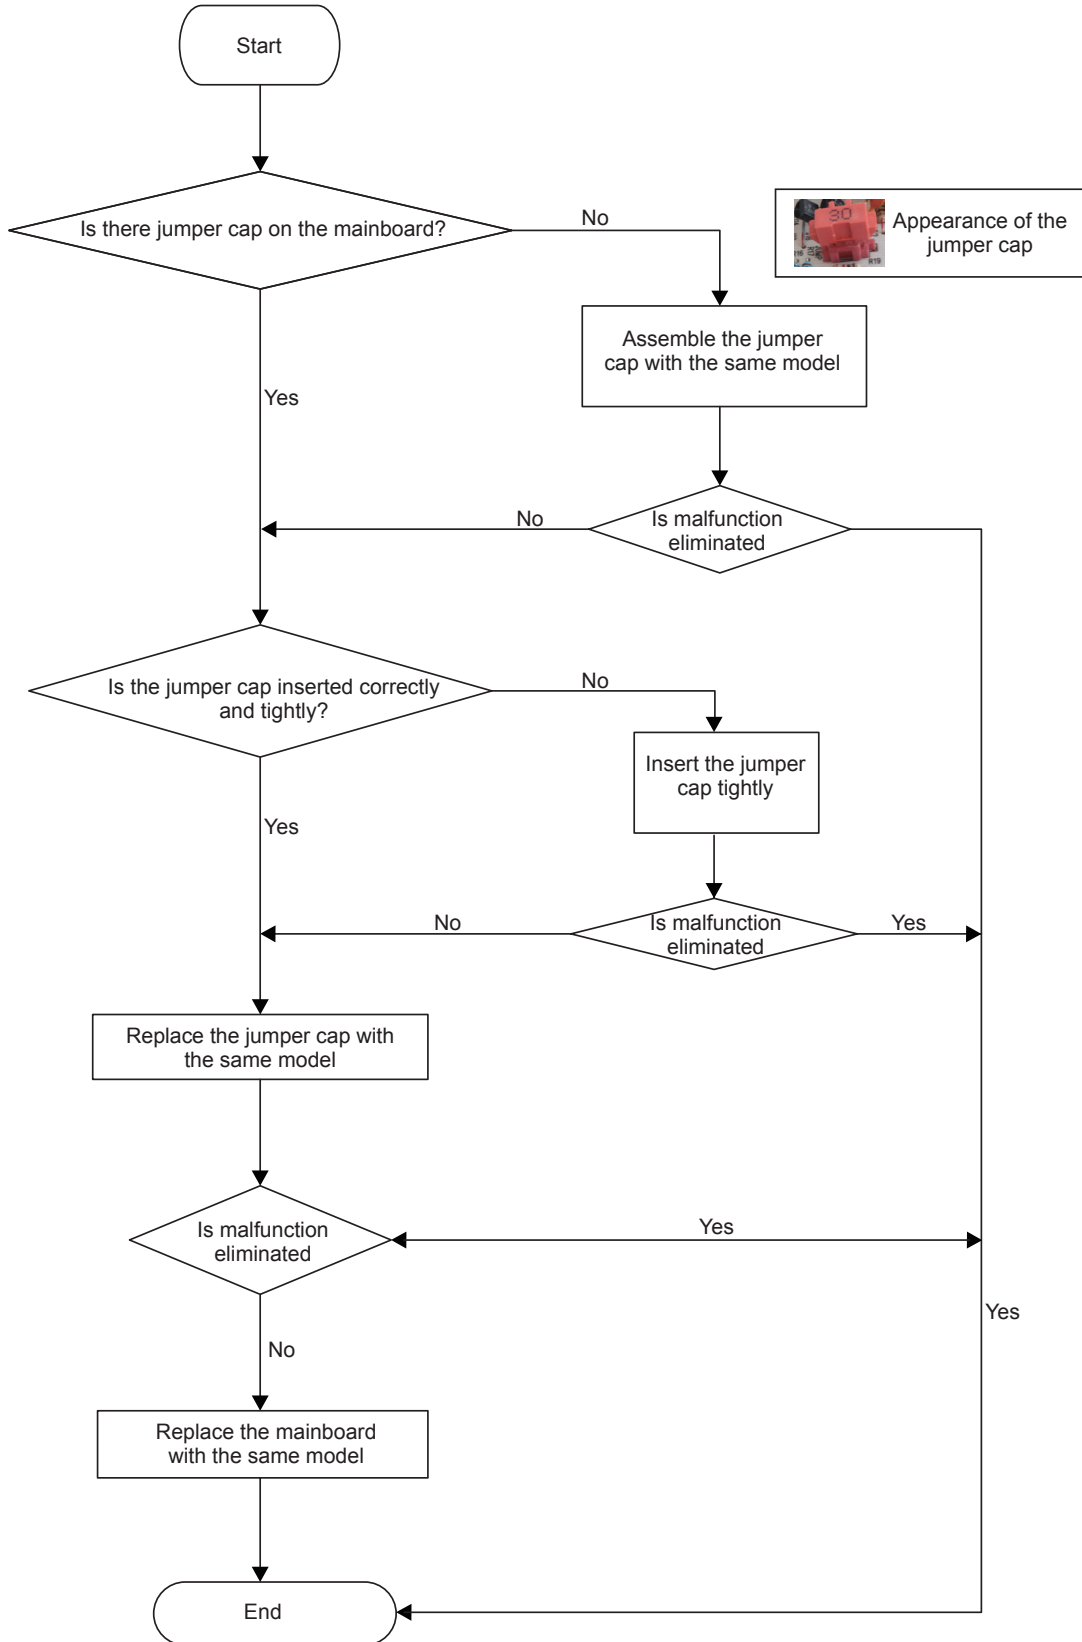 Start
Is there jumper cap on the mainboard?
No
30
R19
Appearance of the
jumper cap
Assemble the jumper
cap with the same model
Yes
No
Is malfunction
eliminated
Is the jumper cap inserted correctly
and tightly?
No
Insert the jumper
cap tightly
Yes
No
Is malfunction
eliminated
Yes
Replace the jumper cap with
the same model
Is malfunction
eliminated
Yes
Yes
No
Replace the mainboard
with the same model
End